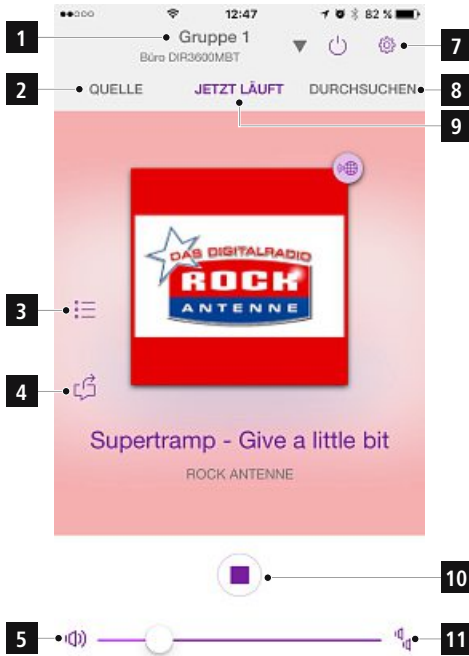 12:47
82 %
1
Gruppe 1
7
Büro DIR3600MBT
2
QUELLE
JETZT LÄUFT
DURCHSUCHEN
8
9
DAS DIGITALRADIO
ROCK
ANTENNE
3
4
Supertramp - Give a little bit
ROCK ANTENNE
10
5
11